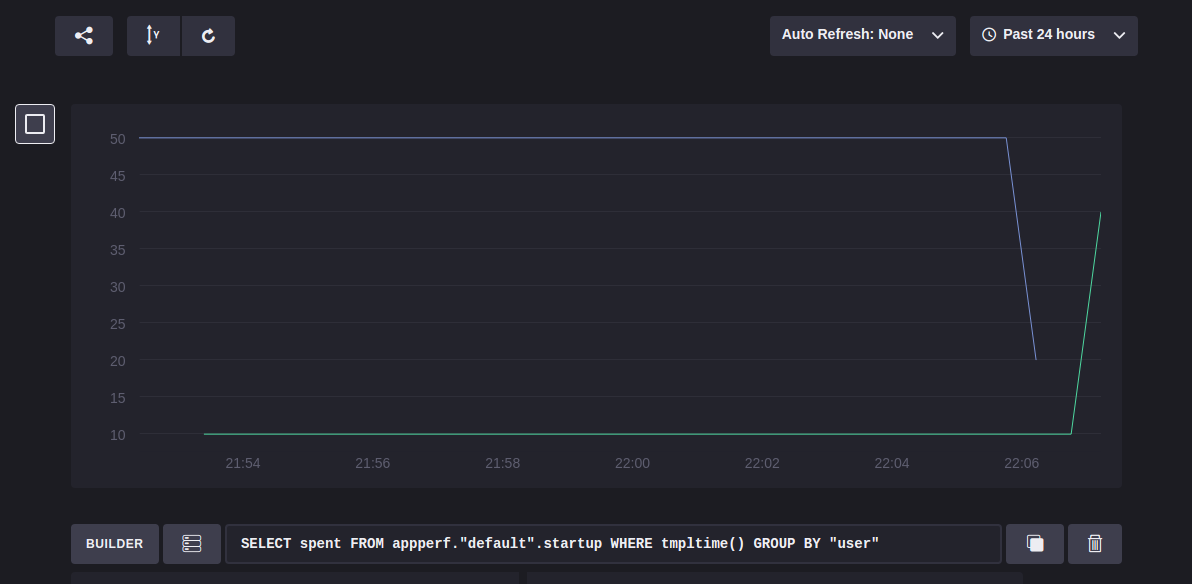 Y
Auto Refresh: None
Past 24 hours
50
45
40
35
30
25
20
15
10
21:54 21:56 21:58 22:00 22:02 22:04 22:06
BUILDER
SELECT spent FROM appperf."default".startup WHERE tmpltime() GROUP BY "user"